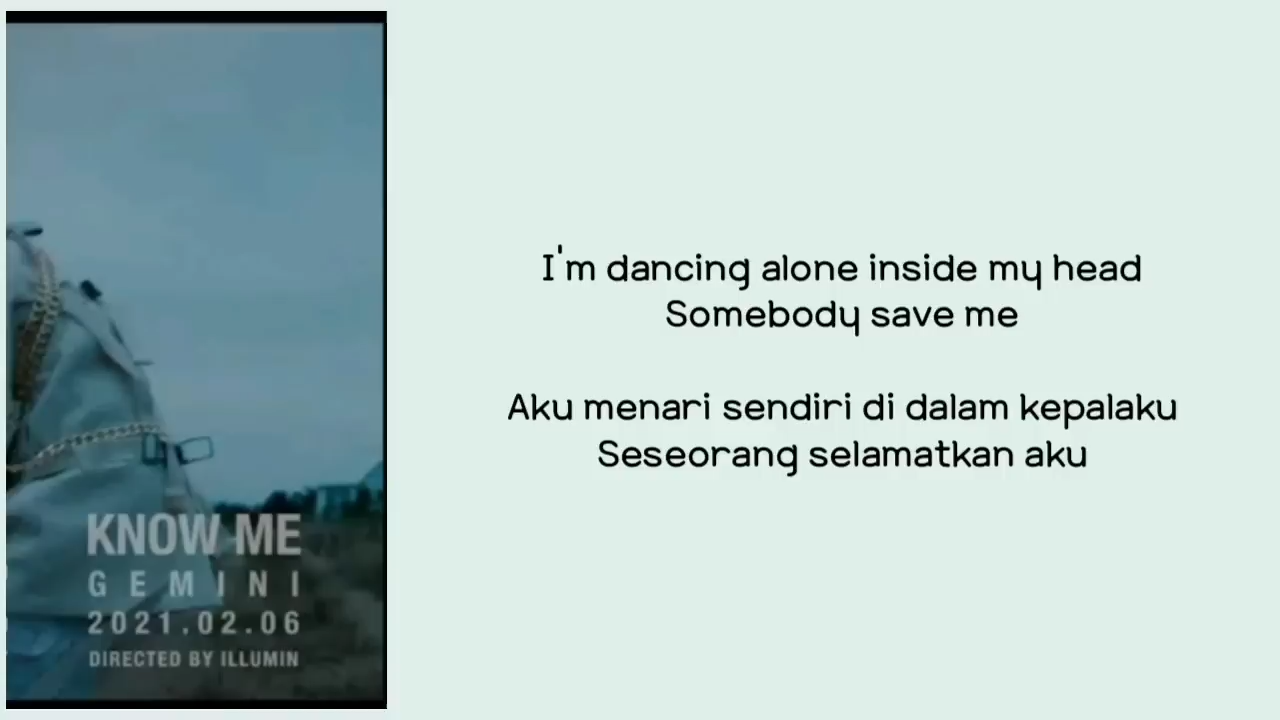 I'm dancing alone inside my head
Somebody save me
Aku menari sendiri di dalam kepalaku
Seseorang selamatkan aku
KNOW ME
GEMINI
2021.02.06
DIRECTED BY ILLUMIN